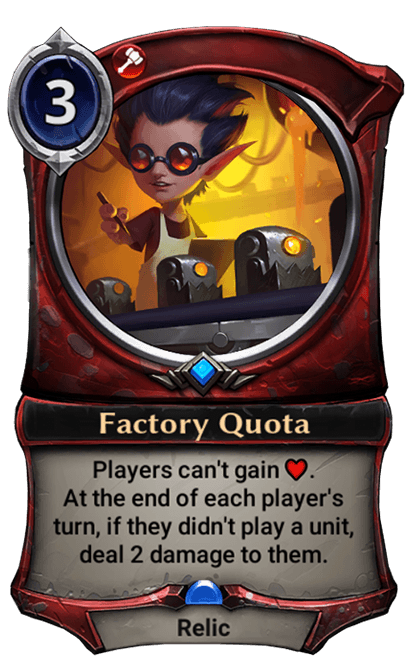 3
Factory Quota
Players can't gain ❤.
At the end of each player's
turn, if they didn't play a unit,
deal 2 damage to them.
Relic